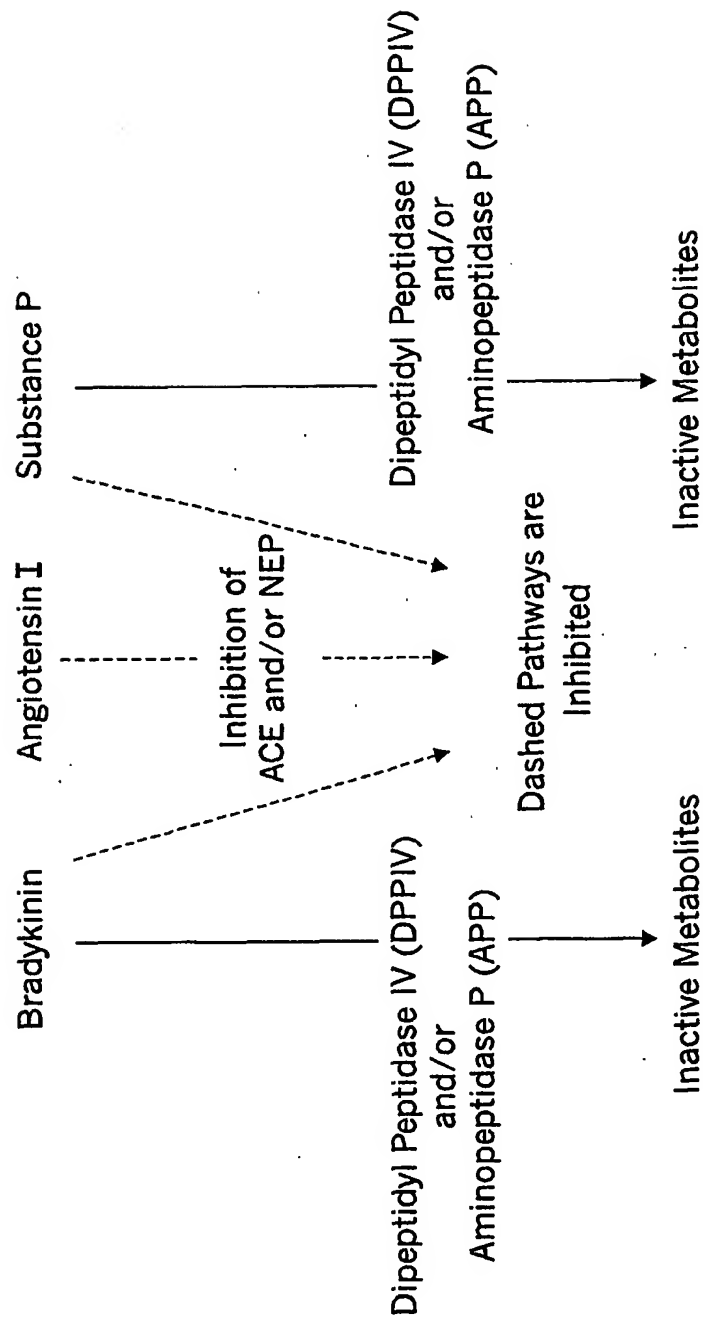 Bradykinin
Angiotensin I
Substance P
Inhibition of
ACE and/or NEP
Dipeptidyl Peptidase IV (DPPIV)
and/or
Aminopeptidase P (APP)
Dipeptidyl Peptidase IV (DPPIV)
and/or
Aminopeptidase P (APP)
Dashed Pathways are
Inhibited
Inactive Metabolites
Inactive Metabolites